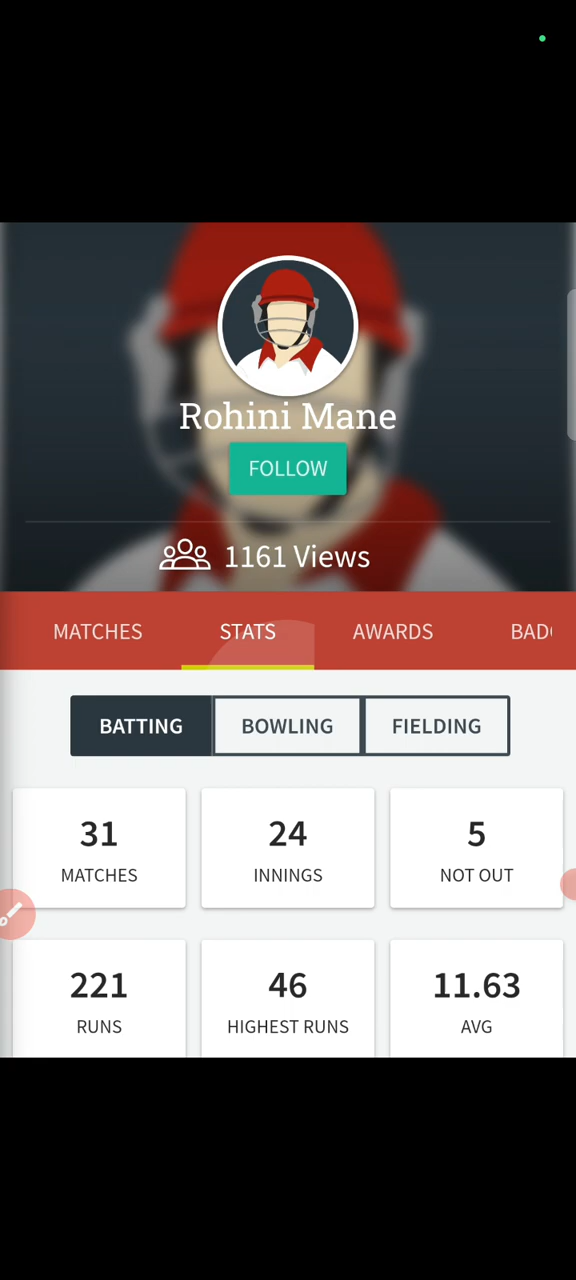 Rohini Mane
FOLLOW
1161 Views
MATCHES STATS AWARDS
BATTING BOWLING FIELDING
31 24 5
MATCHES INNINGS NOT OUT
221 46 11.63
RUNS HIGHEST RUNS AVG